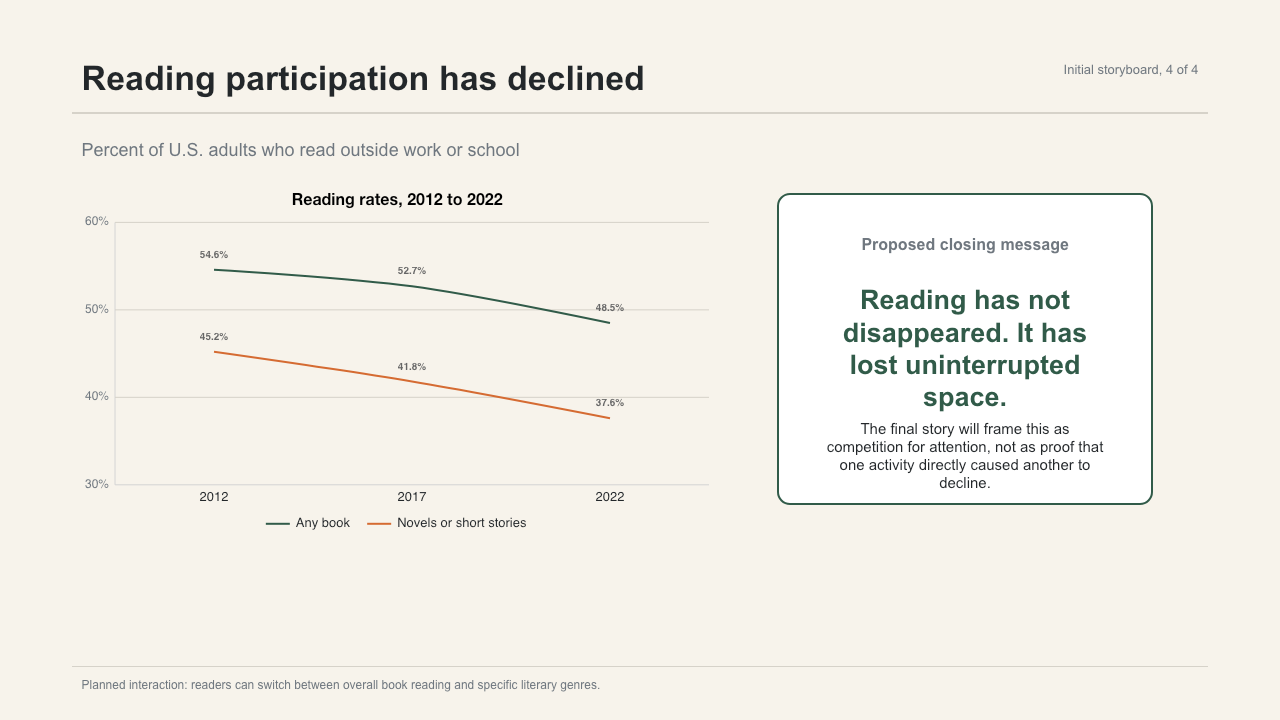 Reading participation has declined
Initial storyboard, 4 of 4
Percent of U.S. adults who read outside work or school
Reading rates, 2012 to 2022
60%
50%
40%
30%
54.6%
52.7%
48.5%
45.2%
41.8%
37.6%
2012
2017
2022
Any book
Novels or short stories
Proposed closing message
Reading has not
disappeared. It has
lost uninterrupted
space.
The final story will frame this as
competition for attention, not as proof that
one activity directly caused another to
decline.
Planned interaction: readers can switch between overall book reading and specific literary genres.